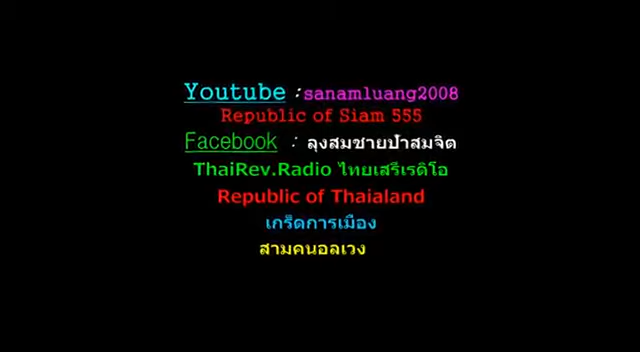 Youtube :sanamluang2008
Republic of Siam 555
Facebook : ลุงสมชายป้าสมจิต
ThaiRev.Radio ไทยเสรีเรดิโอ
Republic of Thaialand
เกร็ดการเมือง
สามคนอลเวง